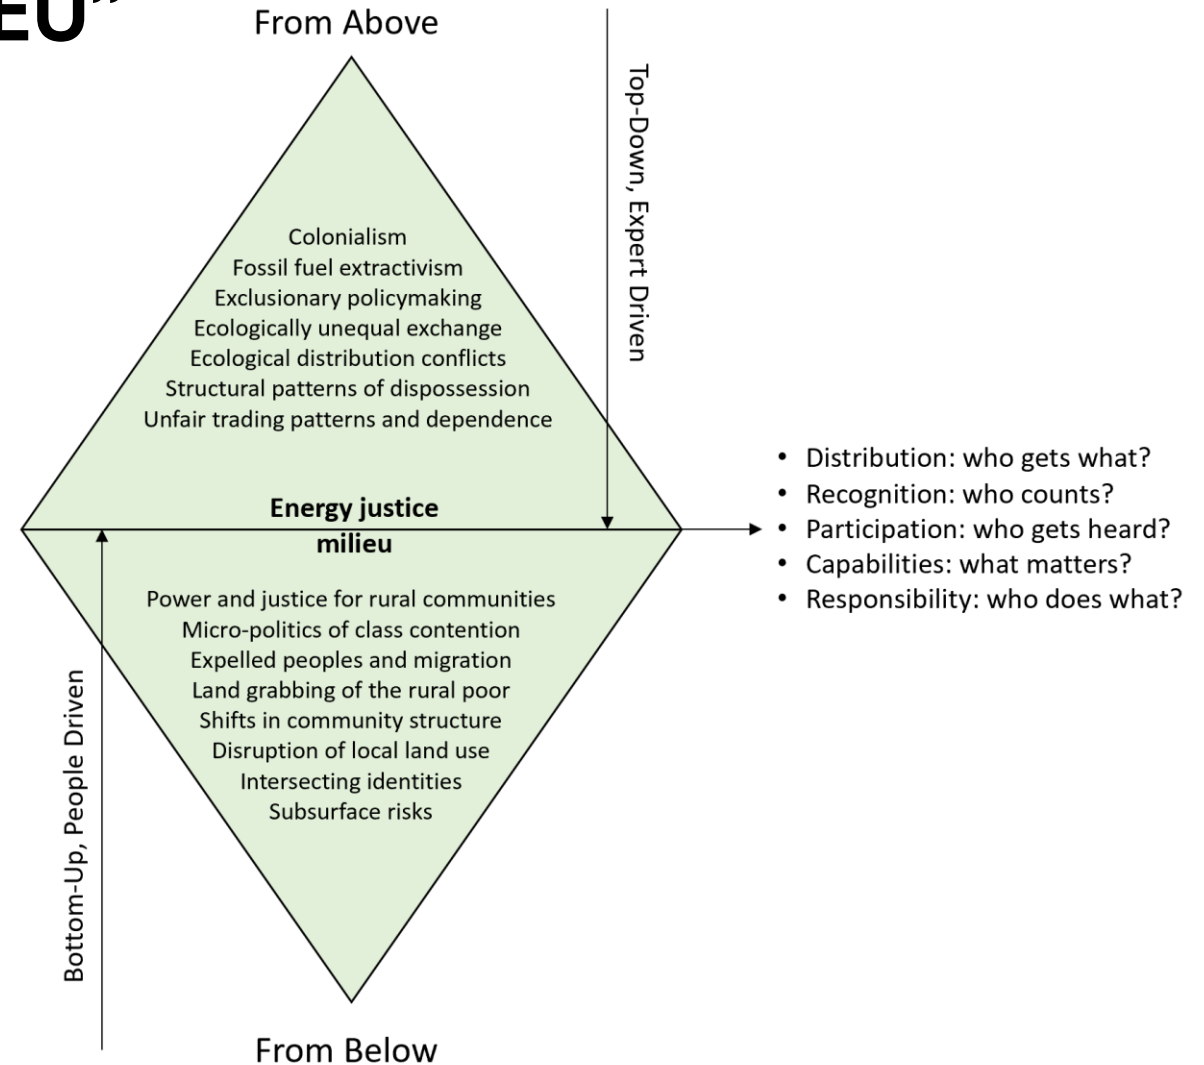 EU”
From Above
Top-Down, Expert Driven
Colonialism
Fossil fuel extractivism
Exclusionary policymaking
Ecologically unequal exchange
Ecological distribution conflicts
Structural patterns of dispossession
Unfair trading patterns and dependence
Energy justice
milieu
• Distribution: who gets what?
• Recognition: who counts?
• Participation: who gets heard?
• Capabilities: what matters?
• Responsibility: who does what?
Power and justice for rural communities
Micro-politics of class contention
Expelled peoples and migration
Land grabbing of the rural poor
Shifts in community structure
Disruption of local land use
Intersecting identities
Subsurface risks
Bottom-Up, People Driven
From Below